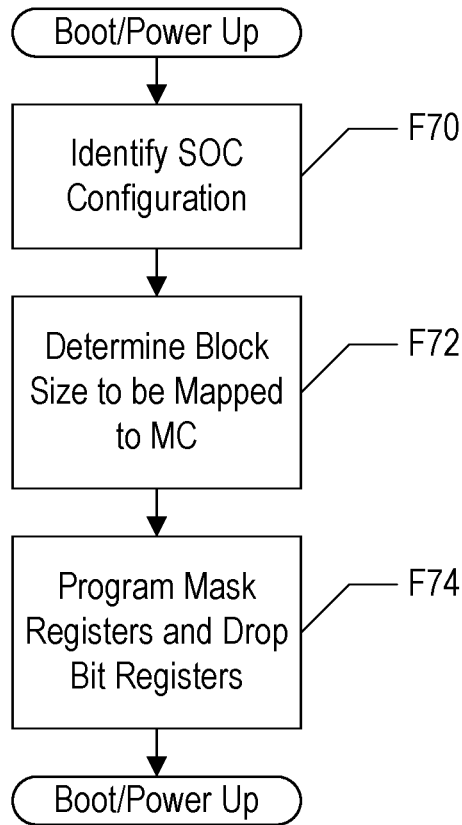 Boot/Power Up
Identify SOC
Configuration
F70
Determine Block
Size to be Mapped
to MC
F72
Program Mask
Registers and Drop
Bit Registers
F74
Boot/Power Up